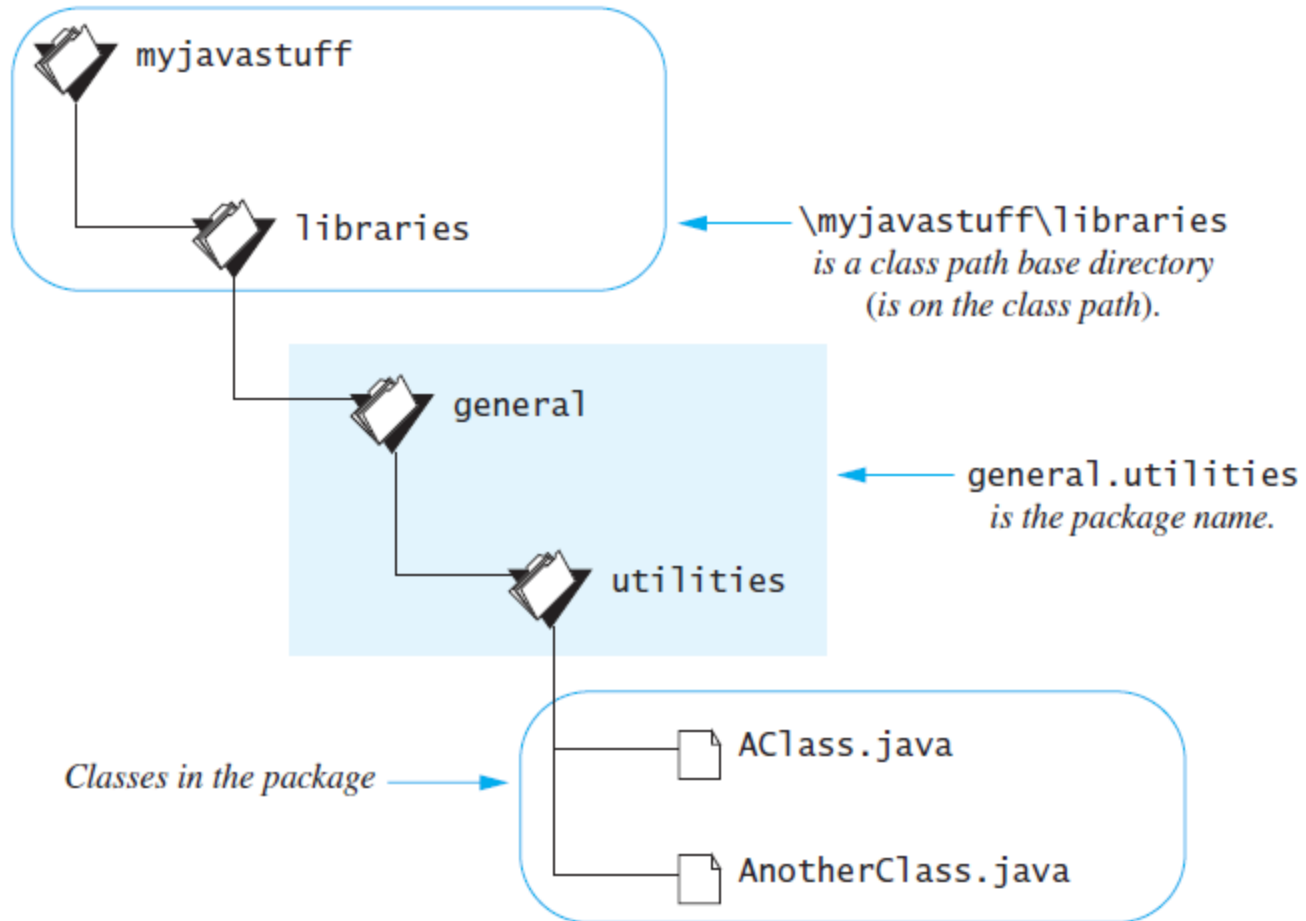 myjavastuff
libraries
\myjavastuff\libraries
is a class path base directory
(is on the class path).
general
general.utilities
is the package name.
utilities
AClass.java
Classes in the package
AnotherClass.java